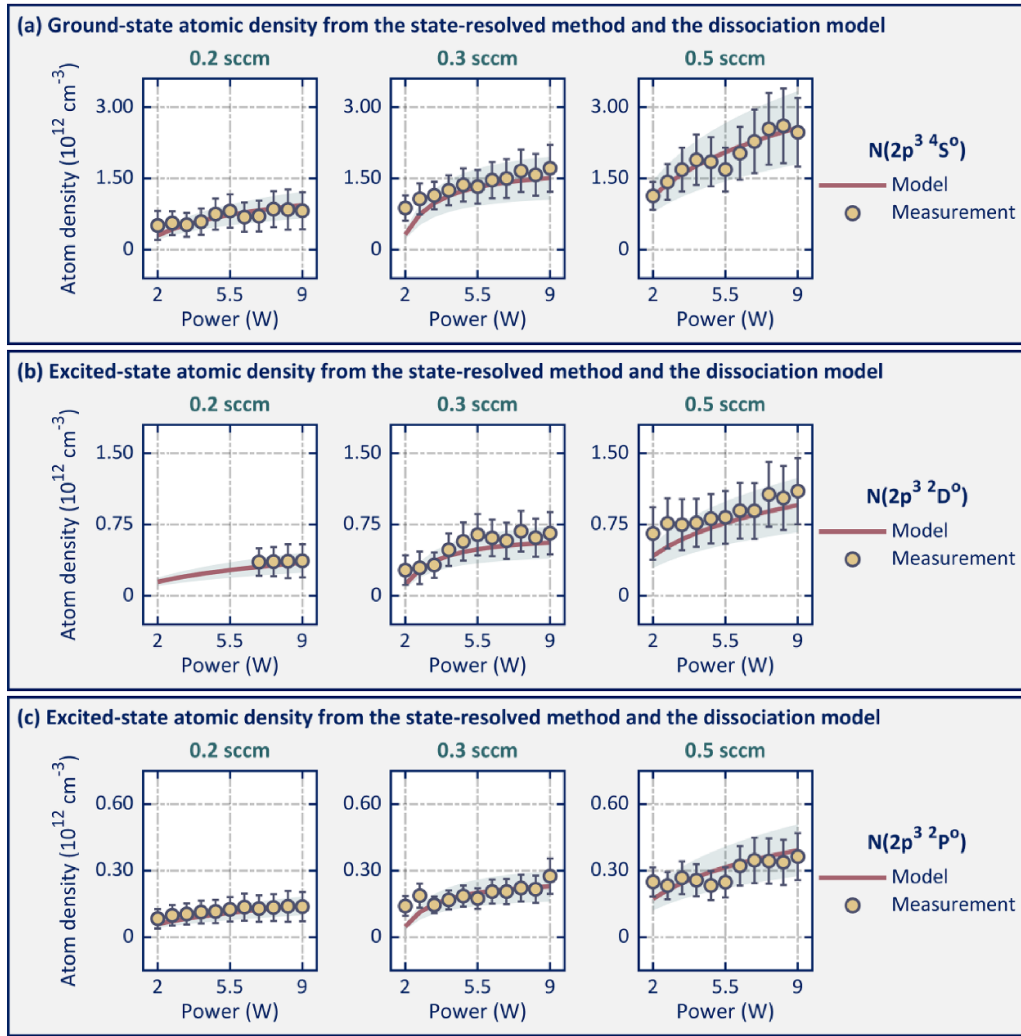 (a) Ground-state atomic density from the state-resolved method and the dissociation model
0.2 sccm
0.3 sccm
0.5 sccm
Atom density (10¹² cm⁻³)
3.00
1.50
0
2
5.5
9
Power (W)
3.00
1.50
0
2
5.5
9
Power (W)
3.00
1.50
0
2
5.5
9
Power (W)
N(2p³ ⁴Sᵒ)
Model
Measurement
(b) Excited-state atomic density from the state-resolved method and the dissociation model
0.2 sccm
0.3 sccm
0.5 sccm
Atom density (10¹² cm⁻³)
1.50
0.75
0
2
5.5
9
Power (W)
1.50
0.75
0
2
5.5
9
Power (W)
1.50
0.75
0
2
5.5
9
Power (W)
N(2p³ ²Dᵒ)
Model
Measurement
(c) Excited-state atomic density from the state-resolved method and the dissociation model
0.2 sccm
0.3 sccm
0.5 sccm
Atom density (10¹² cm⁻³)
0.60
0.30
0
2
5.5
9
Power (W)
0.60
0.30
0
2
5.5
9
Power (W)
0.60
0.30
0
2
5.5
9
Power (W)
N(2p³ ²Pᵒ)
Model
Measurement